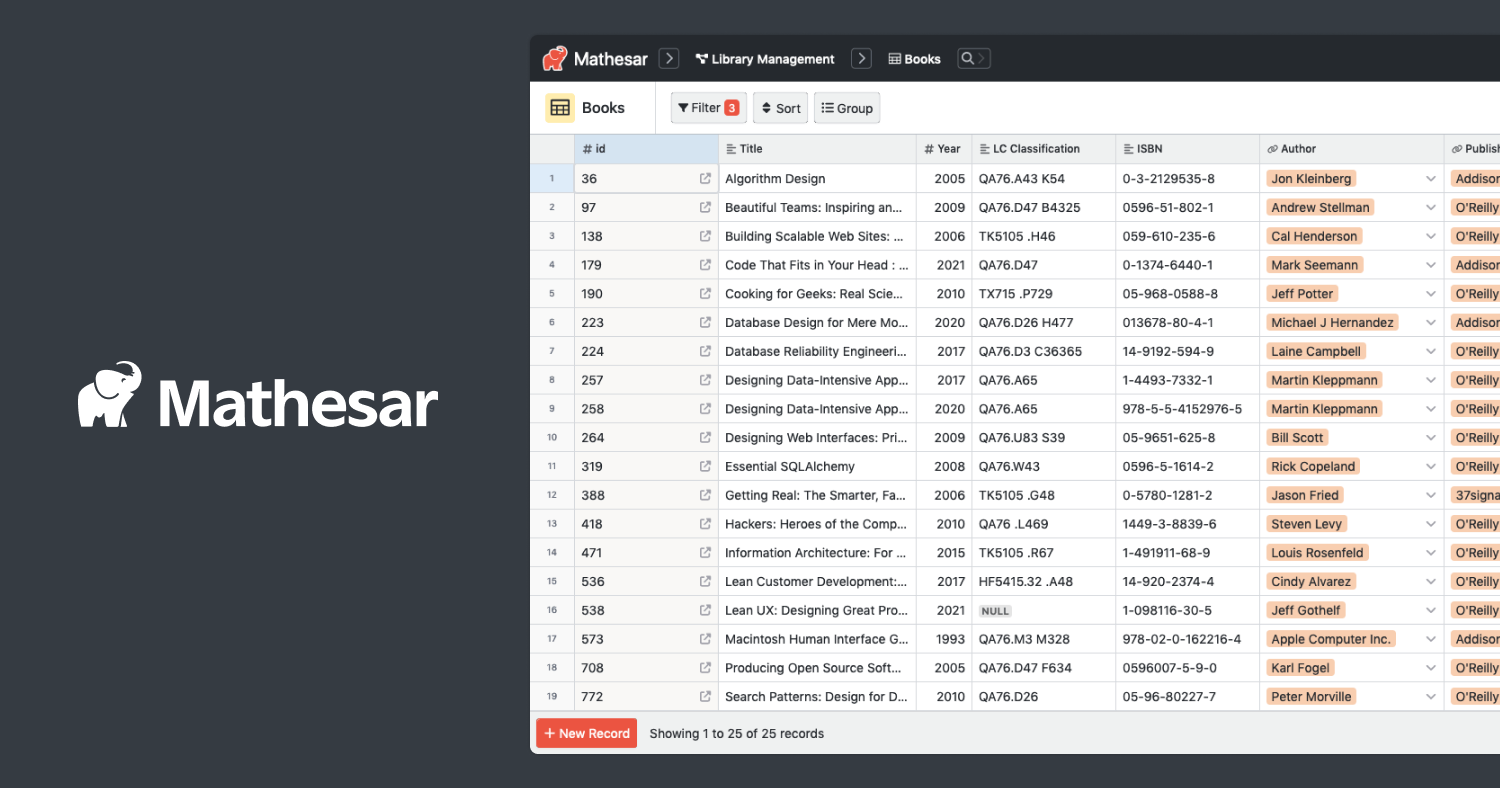 Mathesar
Mathesar Library Management Books
Books Filter 3 Sort Group
# id Title # Year LC Classification ISBN Author Publish
1 36 Algorithm Design 2005 QA76.A43 K54 0-3-2129535-8 Jon Kleinberg Addison
2 97 Beautiful Teams: Inspiring an... 2009 QA76.D47 B4325 0596-51-802-1 Andrew Stellman O'Reilly
3 138 Building Scalable Web Sites: ... 2006 TK5105 .H46 059-610-235-6 Cal Henderson O'Reilly
4 179 Code That Fits in Your Head : ... 2021 QA76.D47 0-1374-6440-1 Mark Seemann Addison
5 190 Cooking for Geeks: Real Scie... 2010 TX715 .P729 05-968-0588-8 Jeff Potter O'Reilly
6 223 Database Design for Mere Mo... 2020 QA76.D26 H477 013678-80-4-1 Michael J Hernandez Addison
7 224 Database Reliability Engineeri... 2017 QA76.D3 C36365 14-9192-594-9 Laine Campbell O'Reilly
8 257 Designing Data-Intensive App... 2017 QA76.A65 1-4493-7332-1 Martin Kleppmann O'Reilly
9 258 Designing Data-Intensive App... 2020 QA76.A65 978-5-5-4152976-5 Martin Kleppmann O'Reilly
10 264 Designing Web Interfaces: Pri... 2009 QA76.U83 S39 05-9651-625-8 Bill Scott O'Reilly
11 319 Essential SQLAlchemy 2008 QA76.W43 0596-5-1614-2 Rick Copeland O'Reilly
12 388 Getting Real: The Smarter, Fa... 2006 TK5105 .G48 0-5780-1281-2 Jason Fried 37signa
13 418 Hackers: Heroes of the Comp... 2010 QA76 .L469 1449-3-8839-6 Steven Levy O'Reilly
14 471 Information Architecture: For ... 2015 TK5105 .R67 1-491911-68-9 Louis Rosenfeld O'Reilly
15 536 Lean Customer Development:... 2017 HF5415.32 .A48 14-920-2374-4 Cindy Alvarez O'Reilly
16 538 Lean UX: Designing Great Pro... 2021 NULL 1-098116-30-5 Jeff Gothelf O'Reilly
17 573 Macintosh Human Interface G... 1993 QA76.M3 M328 978-02-0-162216-4 Apple Computer Inc. Addison
18 708 Producing Open Source Soft... 2005 QA76.D47 F634 0596007-5-9-0 Karl Fogel O'Reilly
19 772 Search Patterns: Design for D... 2010 QA76.D26 05-96-80227-7 Peter Morville O'Reilly
+ New Record Showing 1 to 25 of 25 records